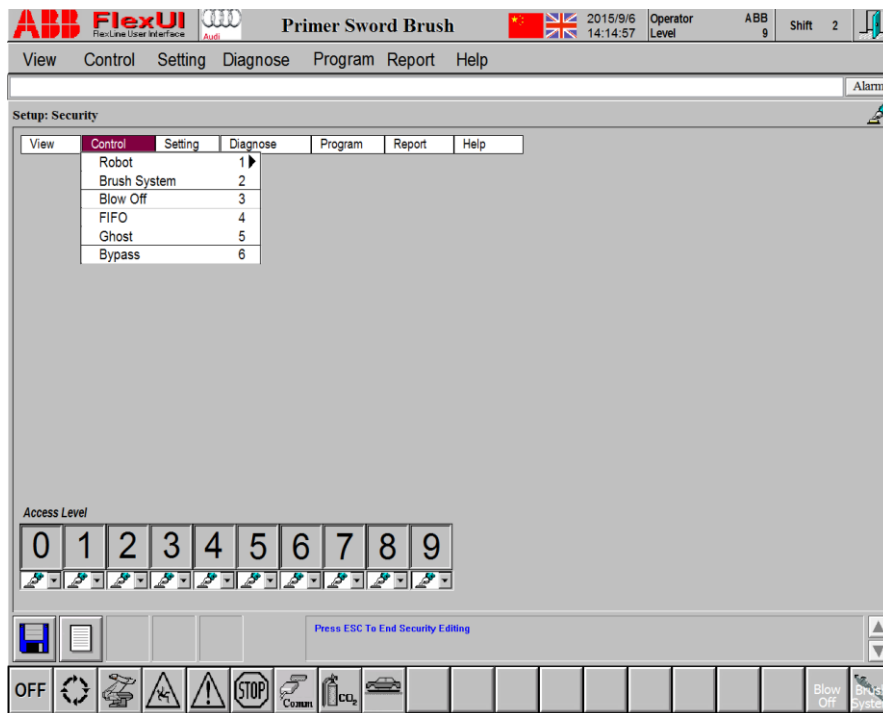 ABB FlexUI Audi Primer Sword Brush 2015/9/6 Operator ABB Shift 2
FlexLine User Interface 14:14:57 Level 9
View Control Setting Diagnose Program Report Help
Alarm
Setup: Security
View Control Setting Diagnose Program Report Help
Robot 1
Brush System 2
Blow Off 3
FIFO 4
Ghost 5
Bypass 6
Access Level
0 1 2 3 4 5 6 7 8 9
Press ESC To End Security Editing
OFF STOP Comm CO₂ Blow Brush
Off System